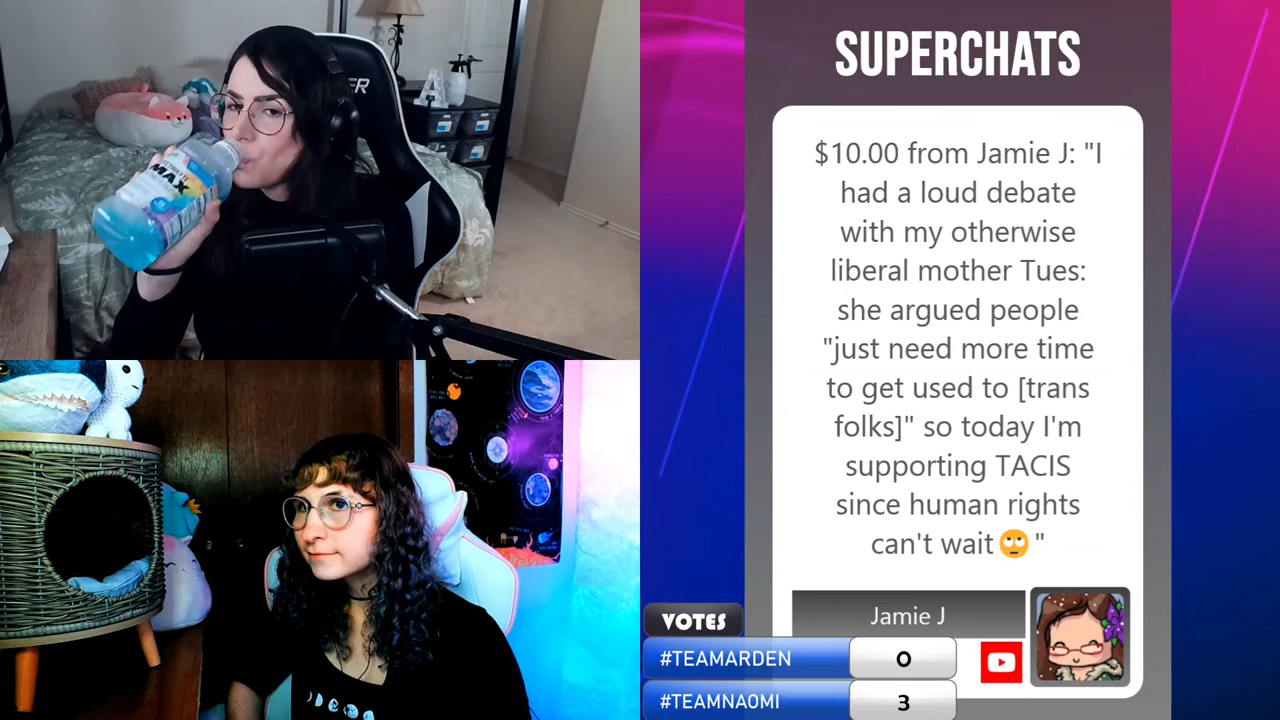 ER
A
MAX
SUPERCHATS
$10.00 from Jamie J: "I
had a loud debate
with my otherwise
liberal mother Tues:
she argued people
"just need more time
to get used to [trans
folks]" so today I'm
supporting TACIS
since human rights
can't wait🙄"
Jamie J
VOTES
#TEAMARDEN 0
#TEAMNAOMI 3